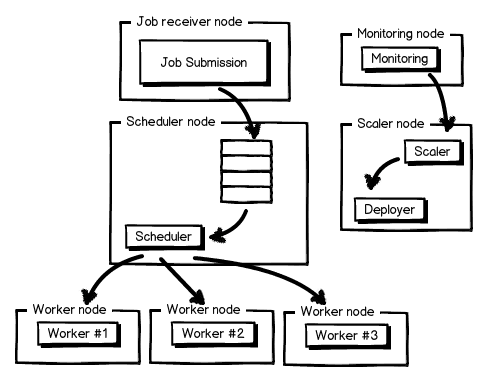 Job receiver node
Job Submission
Monitoring node
Monitoring
Scheduler node
Scheduler
Scaler node
Scaler
Deployer
Worker node
Worker #1
Worker node
Worker #2
Worker node
Worker #3